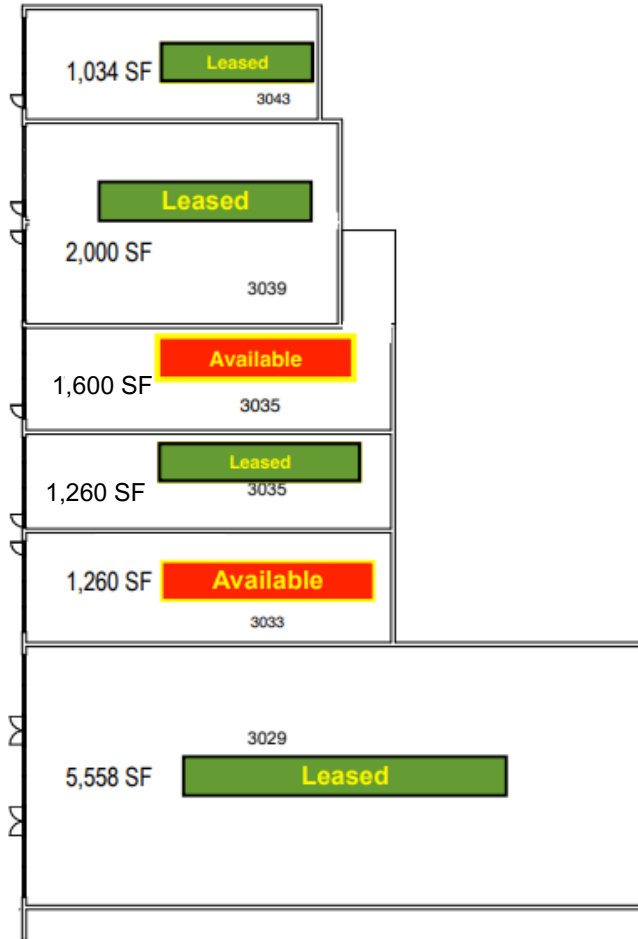 Leased
1,034 SF
3043
Leased
2,000 SF
3039
Available
1,600 SF
3035
Leased
1,260 SF
3035
Available
1,260 SF
3033
3029
5,558 SF
Leased